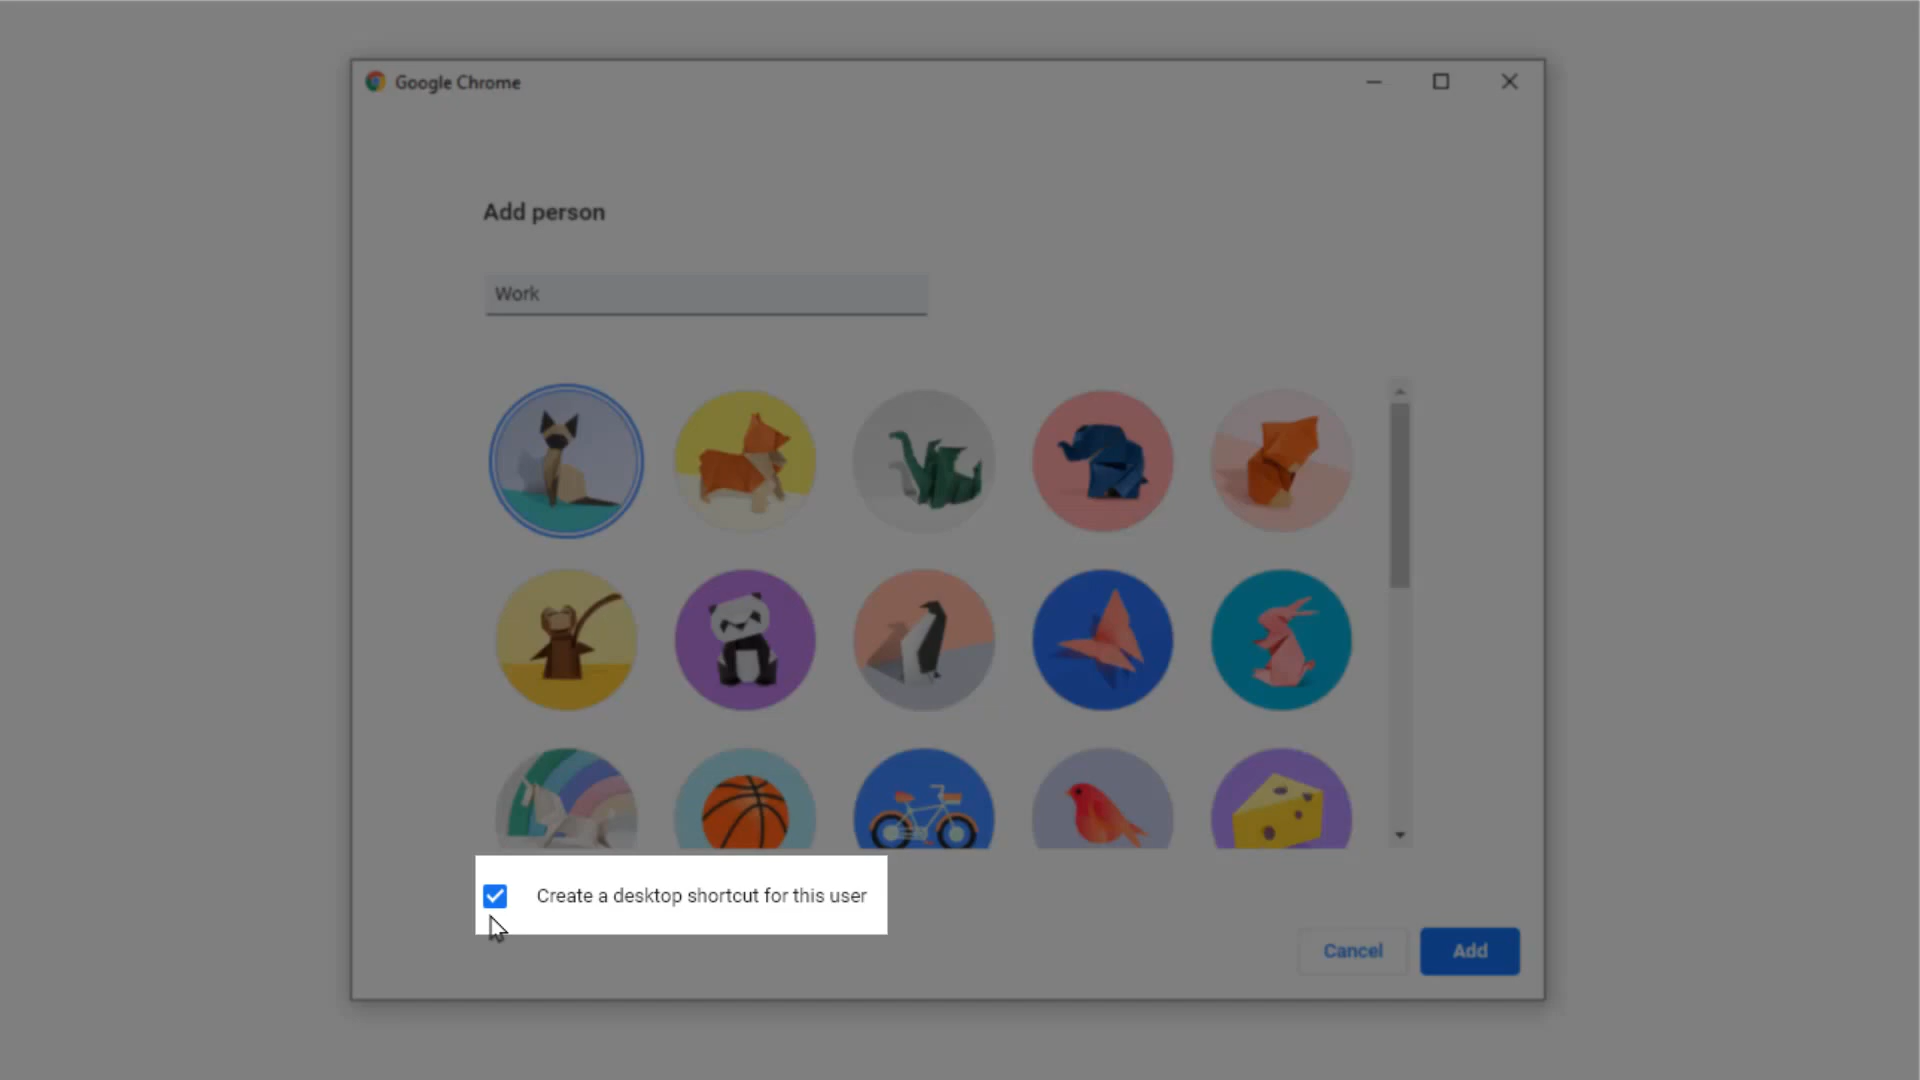 Google Chrome
Add person
Work
Create a desktop shortcut for this user
Cancel
Add